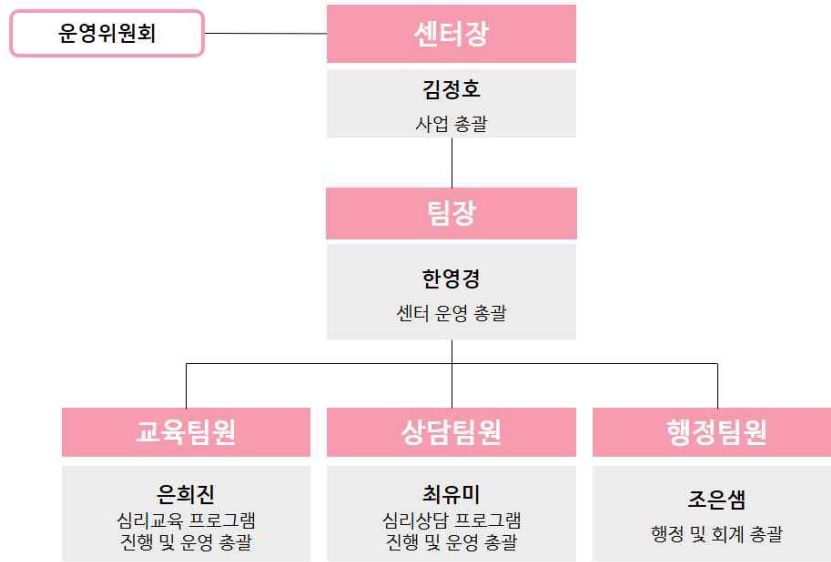 운영위원회
센터장
김정호
사업 총괄
팀장
한영경
센터 운영 총괄
교육팀원
은희진
심리교육 프로그램
진행 및 운영 총괄
상담팀원
최유미
심리상담 프로그램
진행 및 운영 총괄
행정팀원
조은샘
행정 및 회계 총괄